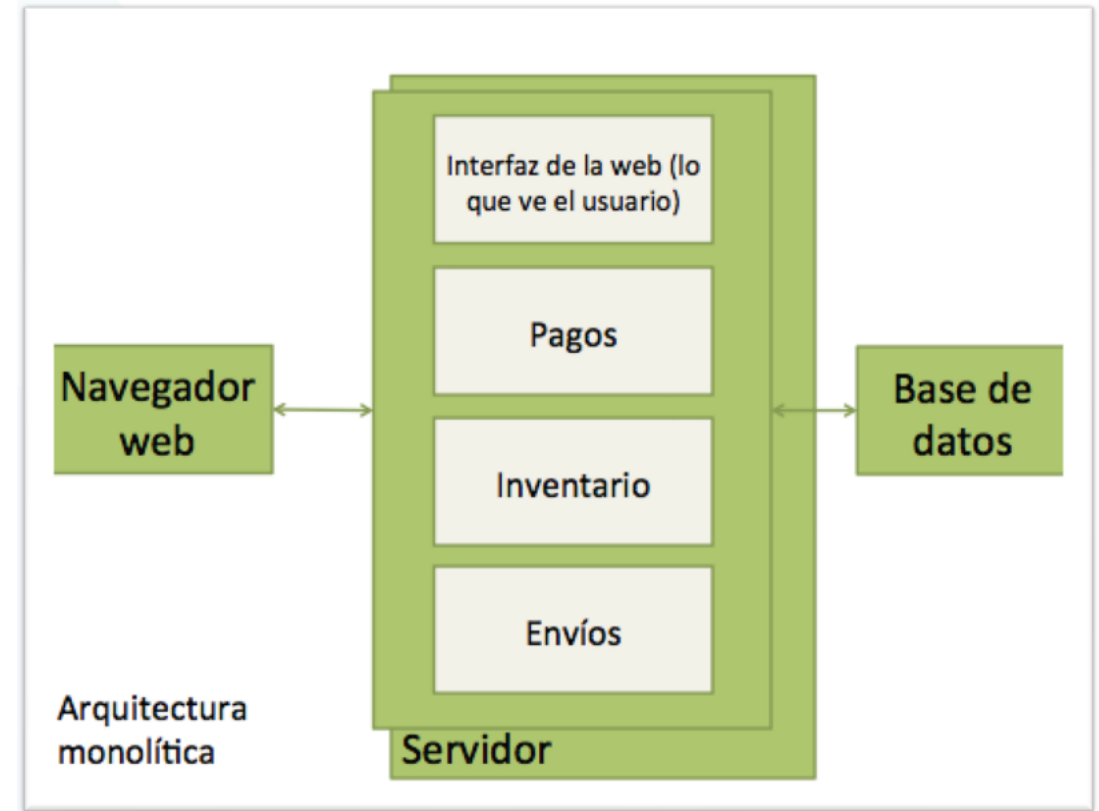 Interfaz de la web (lo
que ve el usuario)
Pagos
Navegador
web
Base de
datos
Inventario
Envíos
Arquitectura
monolítica
Servidor